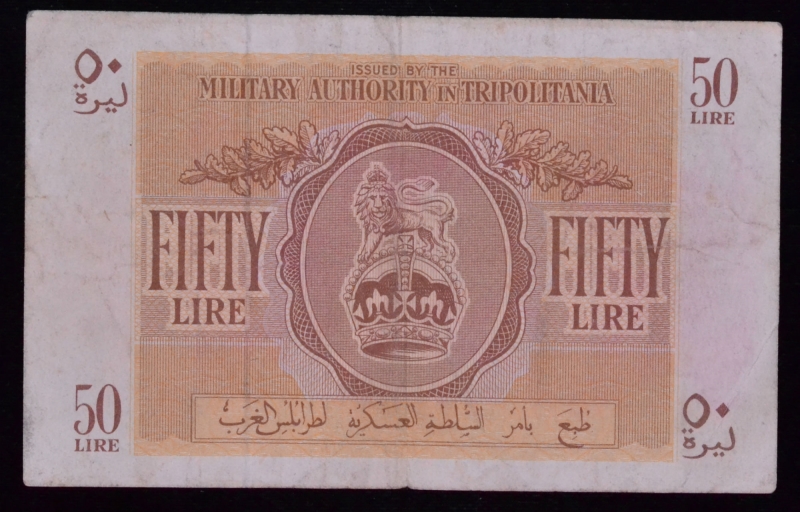 ٥٠
ليرة
ISSUED BY THE
MILITARY AUTHORITY IN TRIPOLITANIA
50
LIRE
FIFTY
LIRE
FIFTY
LIRE
50
LIRE
طبع بامر السلطة العسكرية لطرابلس الغرب
٥٠
ليرة